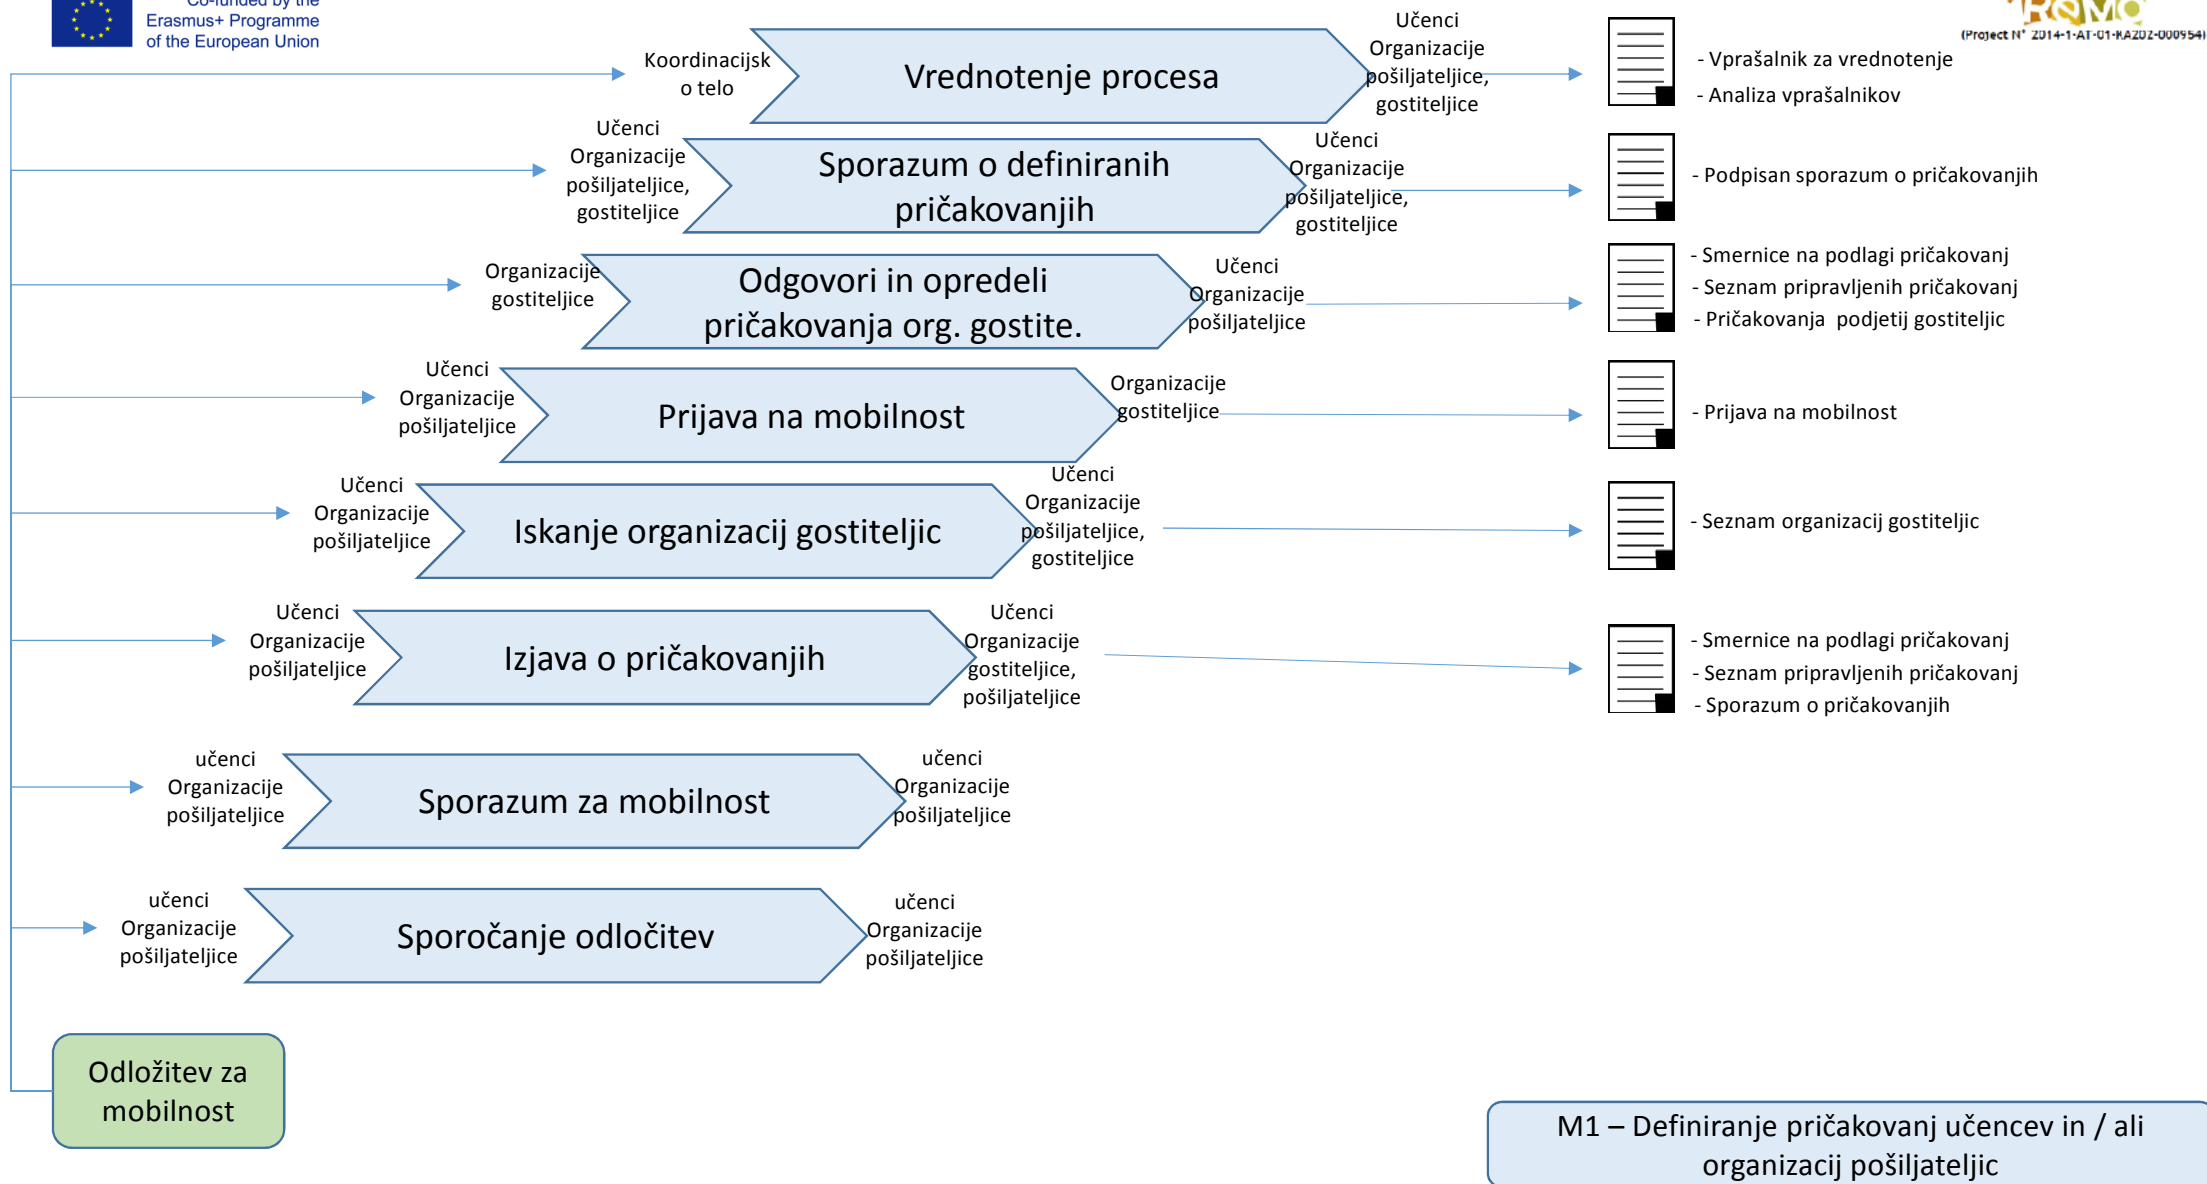 Co-funded by the
Erasmus+ Programme
of the European Union
ReMo
(Project N° 2014-1-AT-01-KA202-000954)
Koordinacijsk
o telo
Vrednotenje procesa
Učenci
Organizacije
pošiljateljice,
gostiteljice
- Vprašalnik za vrednotenje
- Analiza vprašalnikov
Učenci
Organizacije
pošiljateljice,
gostiteljice
Sporazum o definiranih
pričakovanjih
Učenci
Organizacije
pošiljateljice,
gostiteljice
- Podpisan sporazum o pričakovanjih
Organizacije
gostiteljice
Odgovori in opredeli
pričakovanja org. gostite.
Učenci
Organizacije
pošiljateljice
- Smernice na podlagi pričakovanj
- Seznam pripravljenih pričakovanj
- Pričakovanja podjetij gostiteljic
Učenci
Organizacije
pošiljateljice
Prijava na mobilnost
Organizacije
gostiteljice
- Prijava na mobilnost
Učenci
Organizacije
pošiljateljice
Iskanje organizacij gostiteljic
Učenci
Organizacije
pošiljateljice,
gostiteljice
- Seznam organizacij gostiteljic
Učenci
Organizacije
pošiljateljice
Izjava o pričakovanjih
Učenci
Organizacije
gostiteljice,
pošiljateljice
- Smernice na podlagi pričakovanj
- Seznam pripravljenih pričakovanj
- Sporazum o pričakovanjih
učenci
Organizacije
pošiljateljice
Sporazum za mobilnost
učenci
Organizacije
pošiljateljice
učenci
Organizacije
pošiljateljice
Sporočanje odločitev
učenci
Organizacije
pošiljateljice
Odložitev za
mobilnost
M1 – Definiranje pričakovanj učencev in / ali
organizacij pošiljateljic